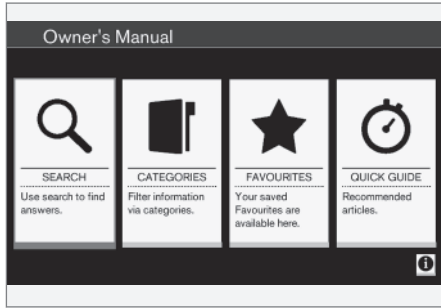 Owner's Manual
SEARCH
Use search to find
answers.
CATEGORIES
Filter information
via categories.
FAVOURITES
Your saved
Favourites are
available here.
QUICK GUIDE
Recommended
articles.